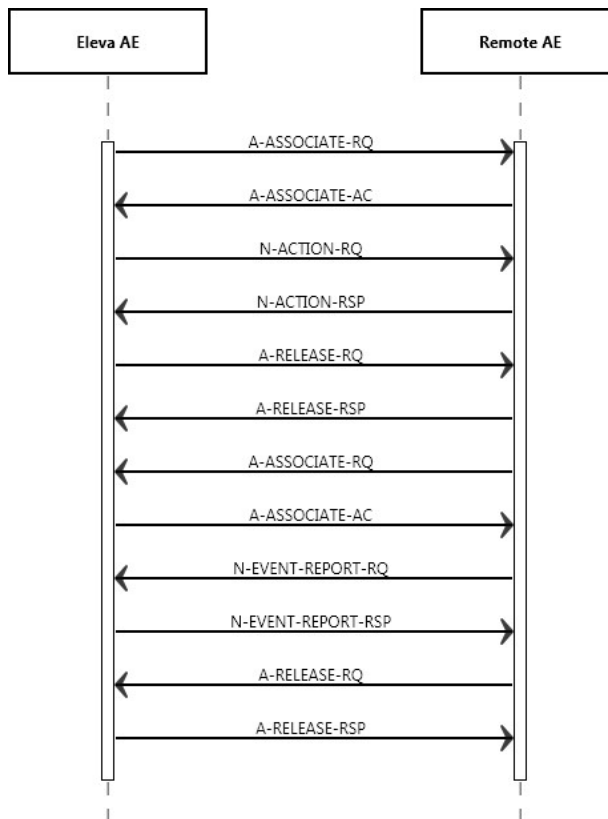 Eleva AE
Remote AE
A-ASSOCIATE-RQ
A-ASSOCIATE-AC
N-ACTION-RQ
N-ACTION-RSP
A-RELEASE-RQ
A-RELEASE-RSP
A-ASSOCIATE-RQ
A-ASSOCIATE-AC
N-EVENT-REPORT-RQ
N-EVENT-REPORT-RSP
A-RELEASE-RQ
A-RELEASE-RSP